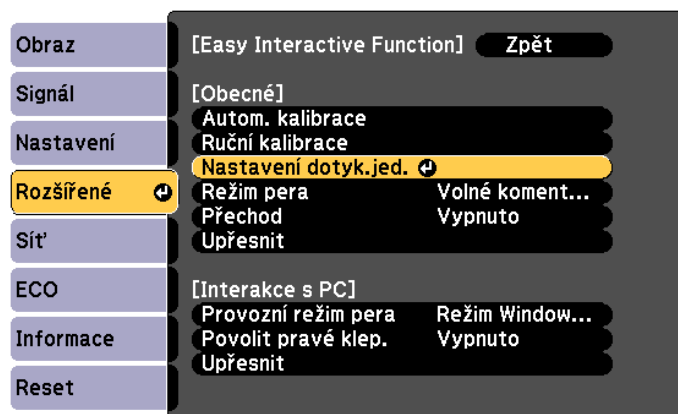 Obraz
Signál
Nastavení
Rozšířené
Síť
ECO
Informace
Reset
[Easy Interactive Function] Zpět
[Obecné]
Autom. kalibrace
Ruční kalibrace
Nastavení dotyk.jed.
Režim pera Volné koment...
Přechod Vypnuto
Upřesnit
[Interakce s PC]
Provozní režim pera Režim Window...
Povolit pravé klep. Vypnuto
Upřesnit